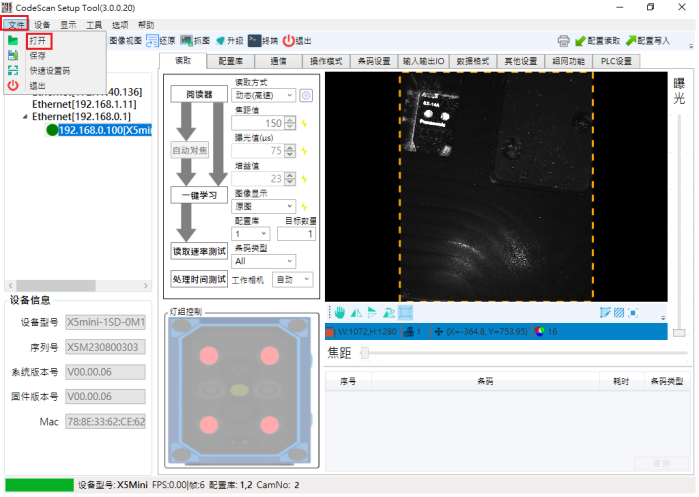 CodeScan Setup Tool(3.0.0.20)
文件 设备 显示 工具 选项 帮助
打开
保存
快速设置码
退出
图像视图 还原 抓图 升级 终端 退出
配置读取 配置写入
.40.136]
Ethernet[192.168.1.11]
Ethernet[192.168.0.1]
192.168.0.100[X5mi
设备信息
设备型号 X5mini-1SD-0M1
序列号 X5M230800303
系统版本号 V00.00.06
固件版本号 V00.00.06
Mac 78:8E:33:62:CE:62
读取 配置库 通信 操作模式 条码设置 输入输出IO 数据格式 其他设置 组网功能 PLC设置
阅读器
自动对焦
一键学习
读取速率测试
处理时间测试
读取方式
动态(高速)
焦距值
150
曝光值(us)
75
增益值
23
图像显示
原图
配置库 目标数量
1 1
条码类型
All
工作相机 自动
灯组控制
Panasonic
曝光
W:1072,H:1280 1 {X=-364.8, Y=753.95} 16
焦距
序号 条码 耗时 条码类型
设备型号: X5Mini FPS:0.00|帧:6 配置库: 1,2 CamNo: 2